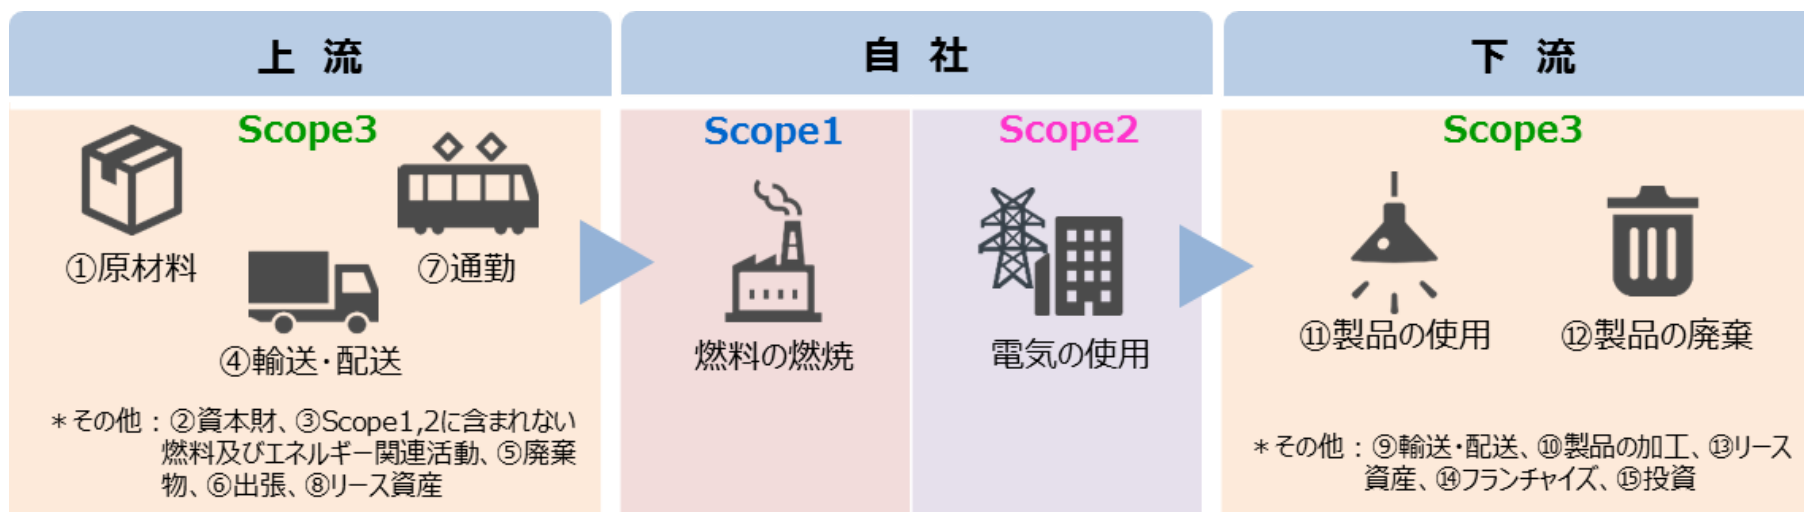 上 流
自 社
下 流
Scope3
①原材料
⑦通勤
④輸送・配送
＊その他：②資本財、③Scope1,2に含まれない
燃料及びエネルギー関連活動、⑤廃棄
物、⑥出張、⑧リース資産
Scope1
燃料の燃焼
Scope2
電気の使用
Scope3
⑪製品の使用
⑫製品の廃棄
＊その他：⑨輸送・配送、⑩製品の加工、⑬リース
資産、⑭フランチャイズ、⑮投資